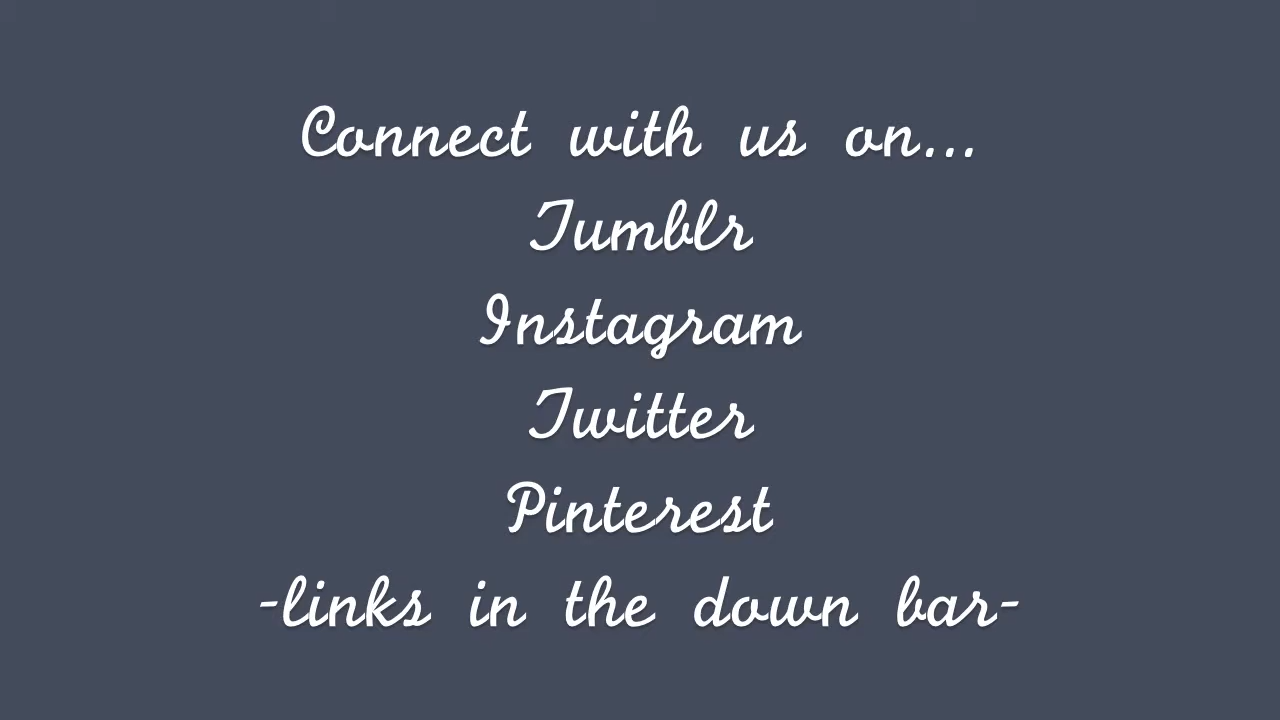 Connect with us on...
Tumblr
Instagram
Twitter
Pinterest
-links in the down bar-